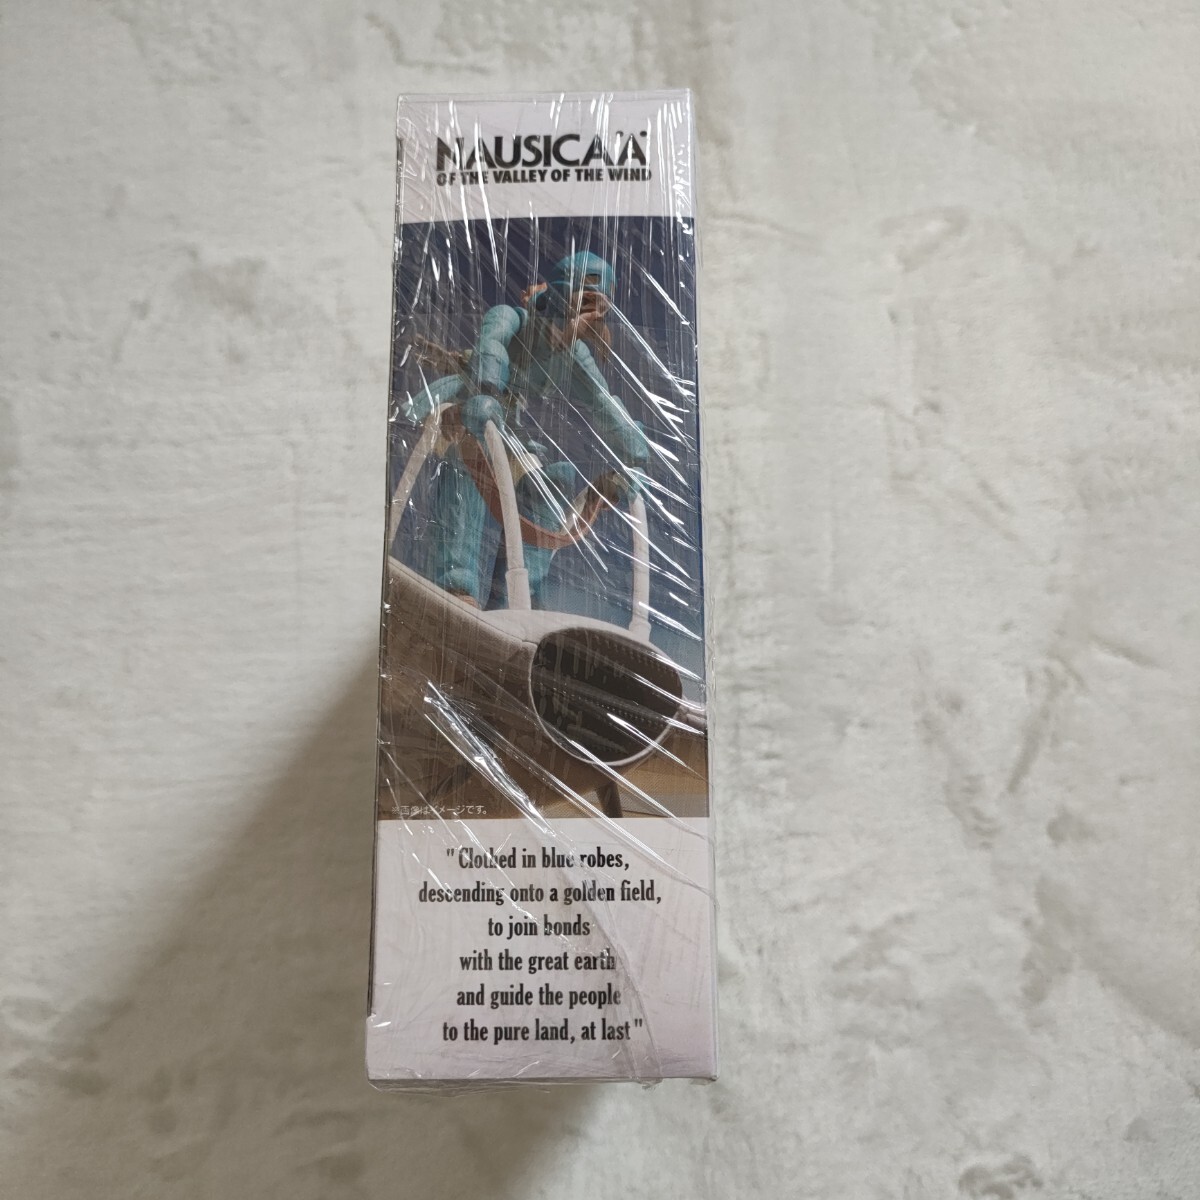 NAUSICAÄ
OF THE VALLEY OF THE WIND
※画像はイメージです。
"Clothed in blue robes,
descending onto a golden field,
to join bonds
with the great earth
and guide the people
to the pure land, at last"